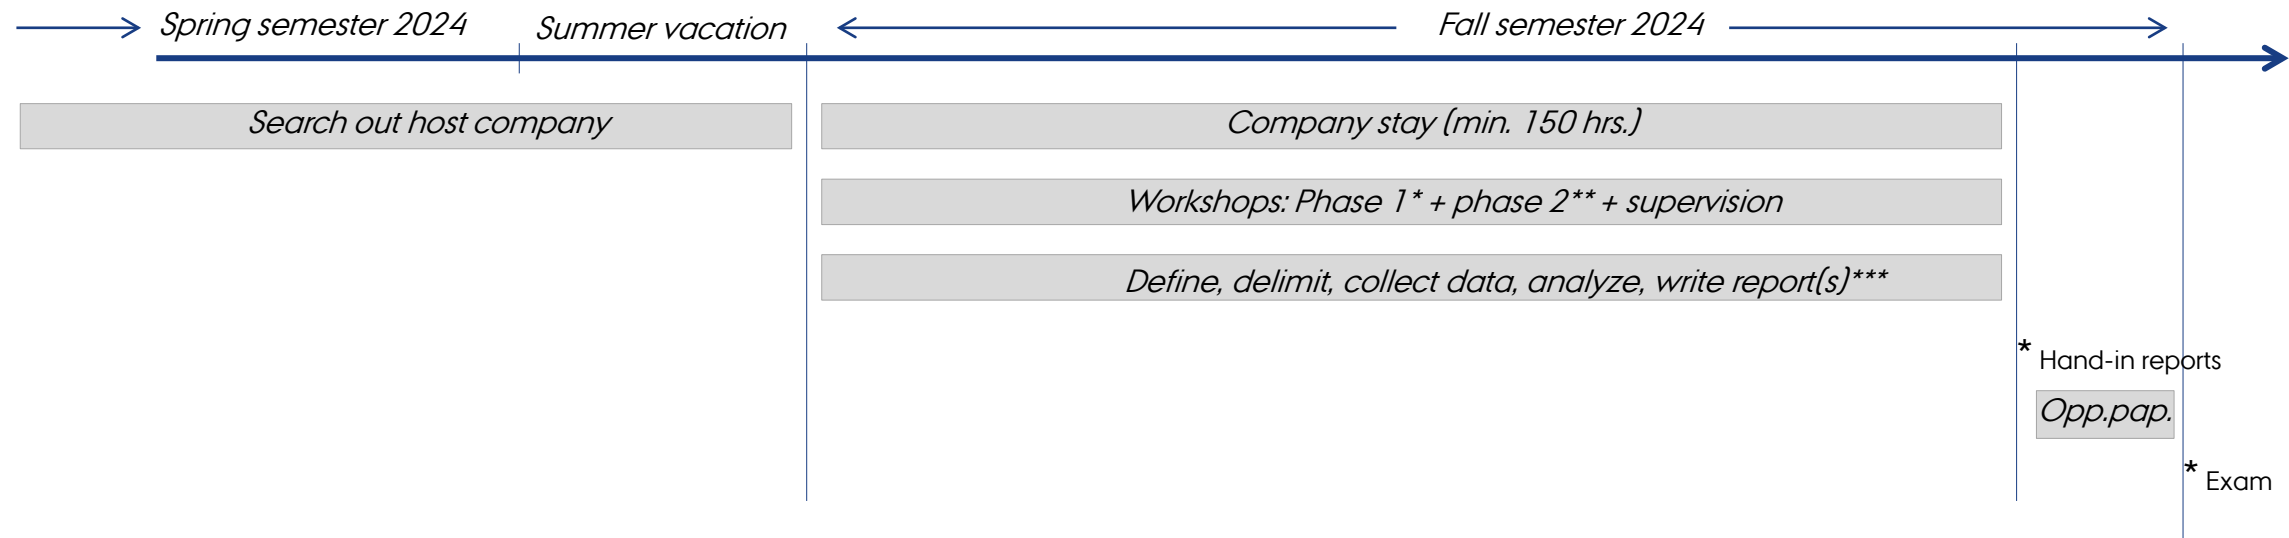 Spring semester 2024
Summer vacation
Fall semester 2024
Search out host company
Company stay (min. 150 hrs.)
Workshops: Phase 1* + phase 2** + supervision
Define, delimit, collect data, analyze, write report(s)***
* Hand-in reports
Opp.pap.
* Exam